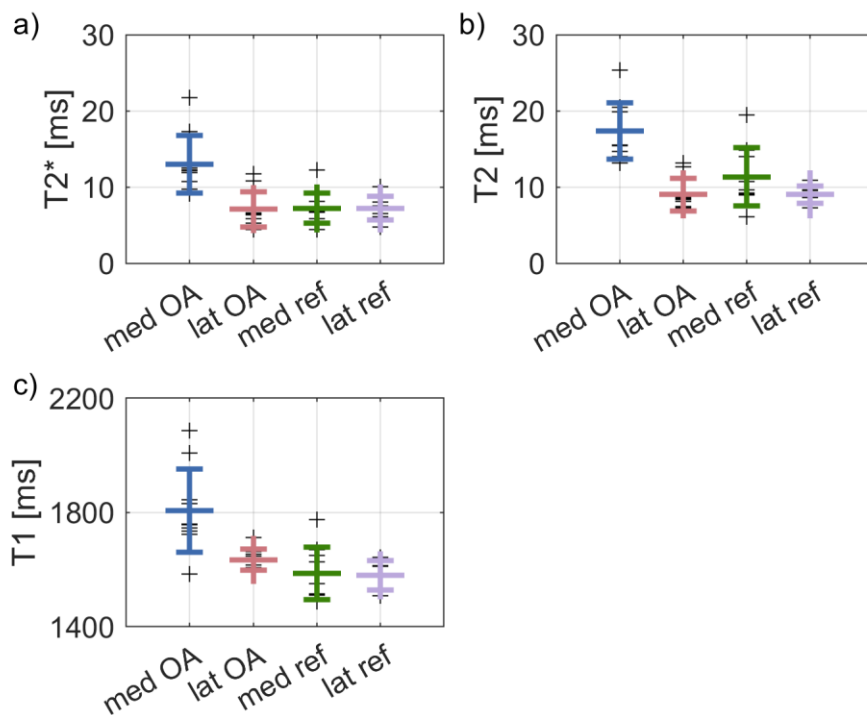 a)
30
20
10
0
T2* [ms]
med OA
lat OA
med ref
lat ref
b)
30
20
10
0
T2 [ms]
med OA
lat OA
med ref
lat ref
c)
2200
1800
1400
T1 [ms]
med OA
lat OA
med ref
lat ref